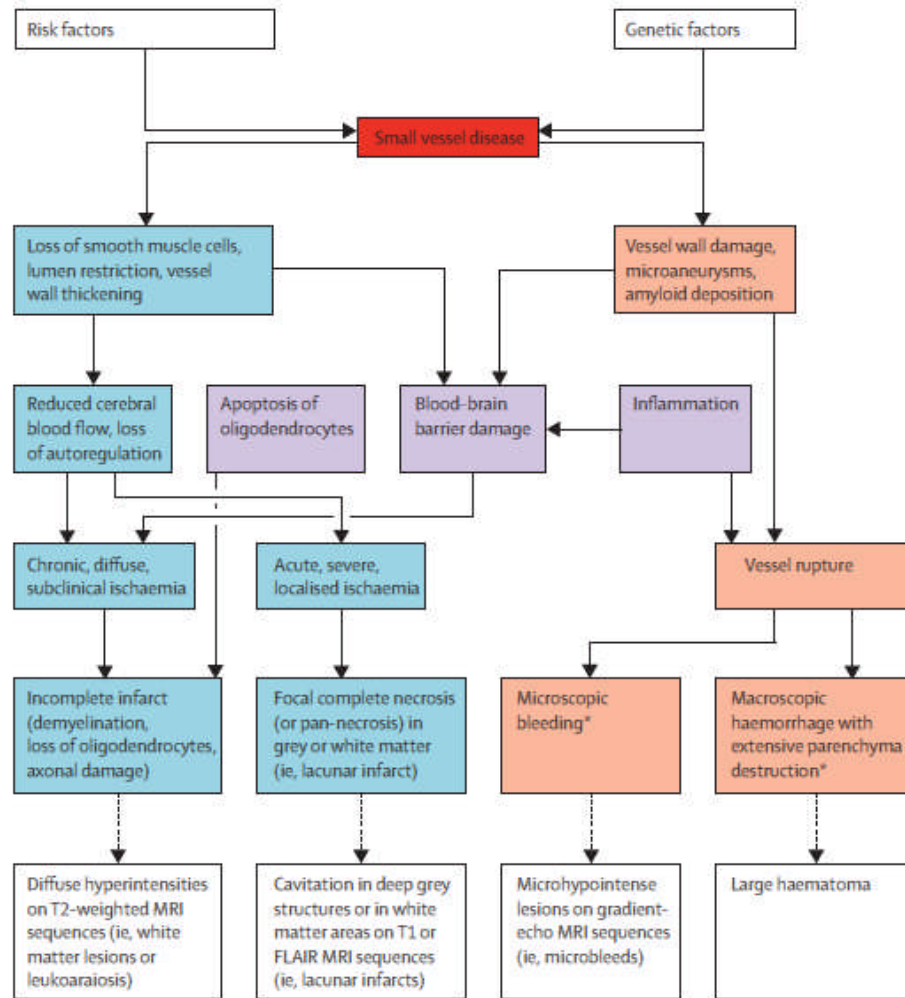 Risk factors
Genetic factors
Small vessel disease
Loss of smooth muscle cells,
lumen restriction, vessel
wall thickening
Vessel wall damage,
microaneurysms,
amyloid deposition
Reduced cerebral
blood flow, loss
of autoregulation
Apoptosis of
oligodendrocytes
Blood–brain
barrier damage
Inflammation
Chronic, diffuse,
subclinical ischaemia
Acute, severe,
localised ischaemia
Vessel rupture
Incomplete infarct
(demyelination,
loss of oligodendrocytes,
axonal damage)
Focal complete necrosis
(or pan-necrosis) in
grey or white matter
(ie, lacunar infarct)
Microscopic
bleeding*
Macroscopic
haemorrhage with
extensive parenchyma
destruction*
Diffuse hyperintensities
on T2-weighted MRI
sequences (ie, white
matter lesions or
leukoaraiosis)
Cavitation in deep grey
structures or in white
matter areas on T1 or
FLAIR MRI sequences
(ie, lacunar infarcts)
Microhypointense
lesions on gradient-
echo MRI sequences
(ie, microbleeds)
Large haematoma